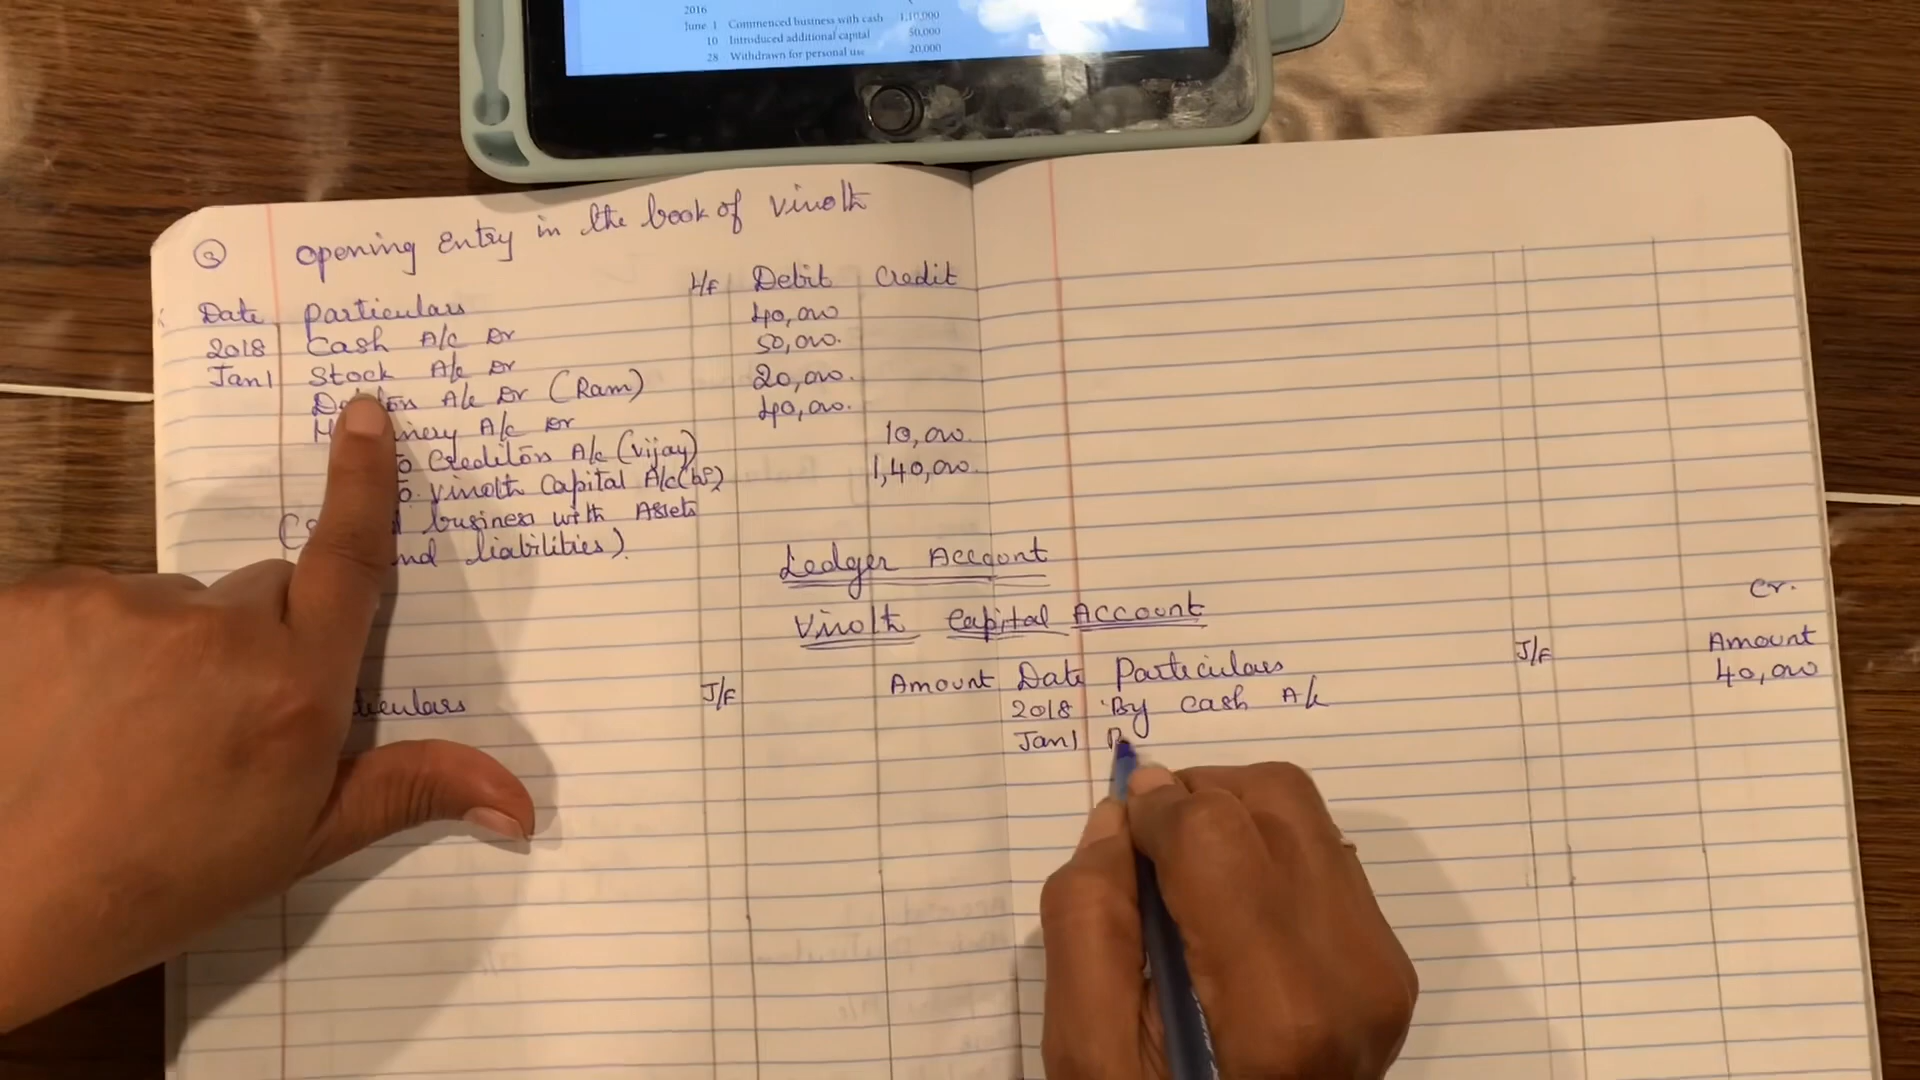 2016
June 1 Commenced business with cash 1,10,000
10 Introduced additional capital 50,000
28 Withdrawn for personal use 20,000
Q opening Entry in the book of Vinoth
Date Particulars L/F Debit Credit
2018 Cash A/c Dr 40,000
Jan 1 Stock A/c Dr 50,000.
A/c Dr (Ram) 20,000.
A/c Dr 40,000.
Creditors A/c (vijay) 10,000.
Vinoth Capital A/c (bf) 1,40,000.
business with Assets
liabilities).
Ledger Account
Vinoth Capital Account
Cr.
J/F Amount Date Particulars J/F Amount
2018 By Cash A/c 40,000
Jan 1